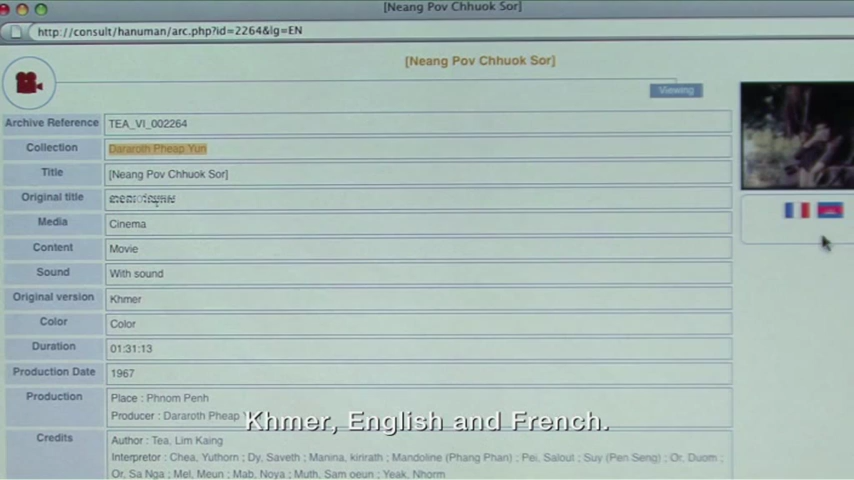 [Neang Pov Chhuok Sor]
http://consult/hanuman/arc.php?id=2264&lg=EN
[Neang Pov Chhuok Sor]
Viewing
Archive Reference TEA_VI_002264
Collection Dararoth Pheap Yun
Title [Neang Pov Chhuok Sor]
Original title
Media Cinema
Content Movie
Sound With sound
Original version Khmer
Color Color
Duration 01:31:13
Production Date 1967
Production Place : Phnom Penh
Producer : Dararoth Pheap
Khmer, English and French.
Credits Author : Tea, Lim Kaing
Interpretor : Chea, Yuthorn ; Dy, Saveth ; Manina, kirirath ; Mandoline (Phang Phan) ; Pei, Salout ; Suy (Pen Seng) ; Or, Duom ;
Or, Sa Nga ; Mel, Meun ; Mab, Noya ; Muth, Sam oeun ; Yeak, Nhorm